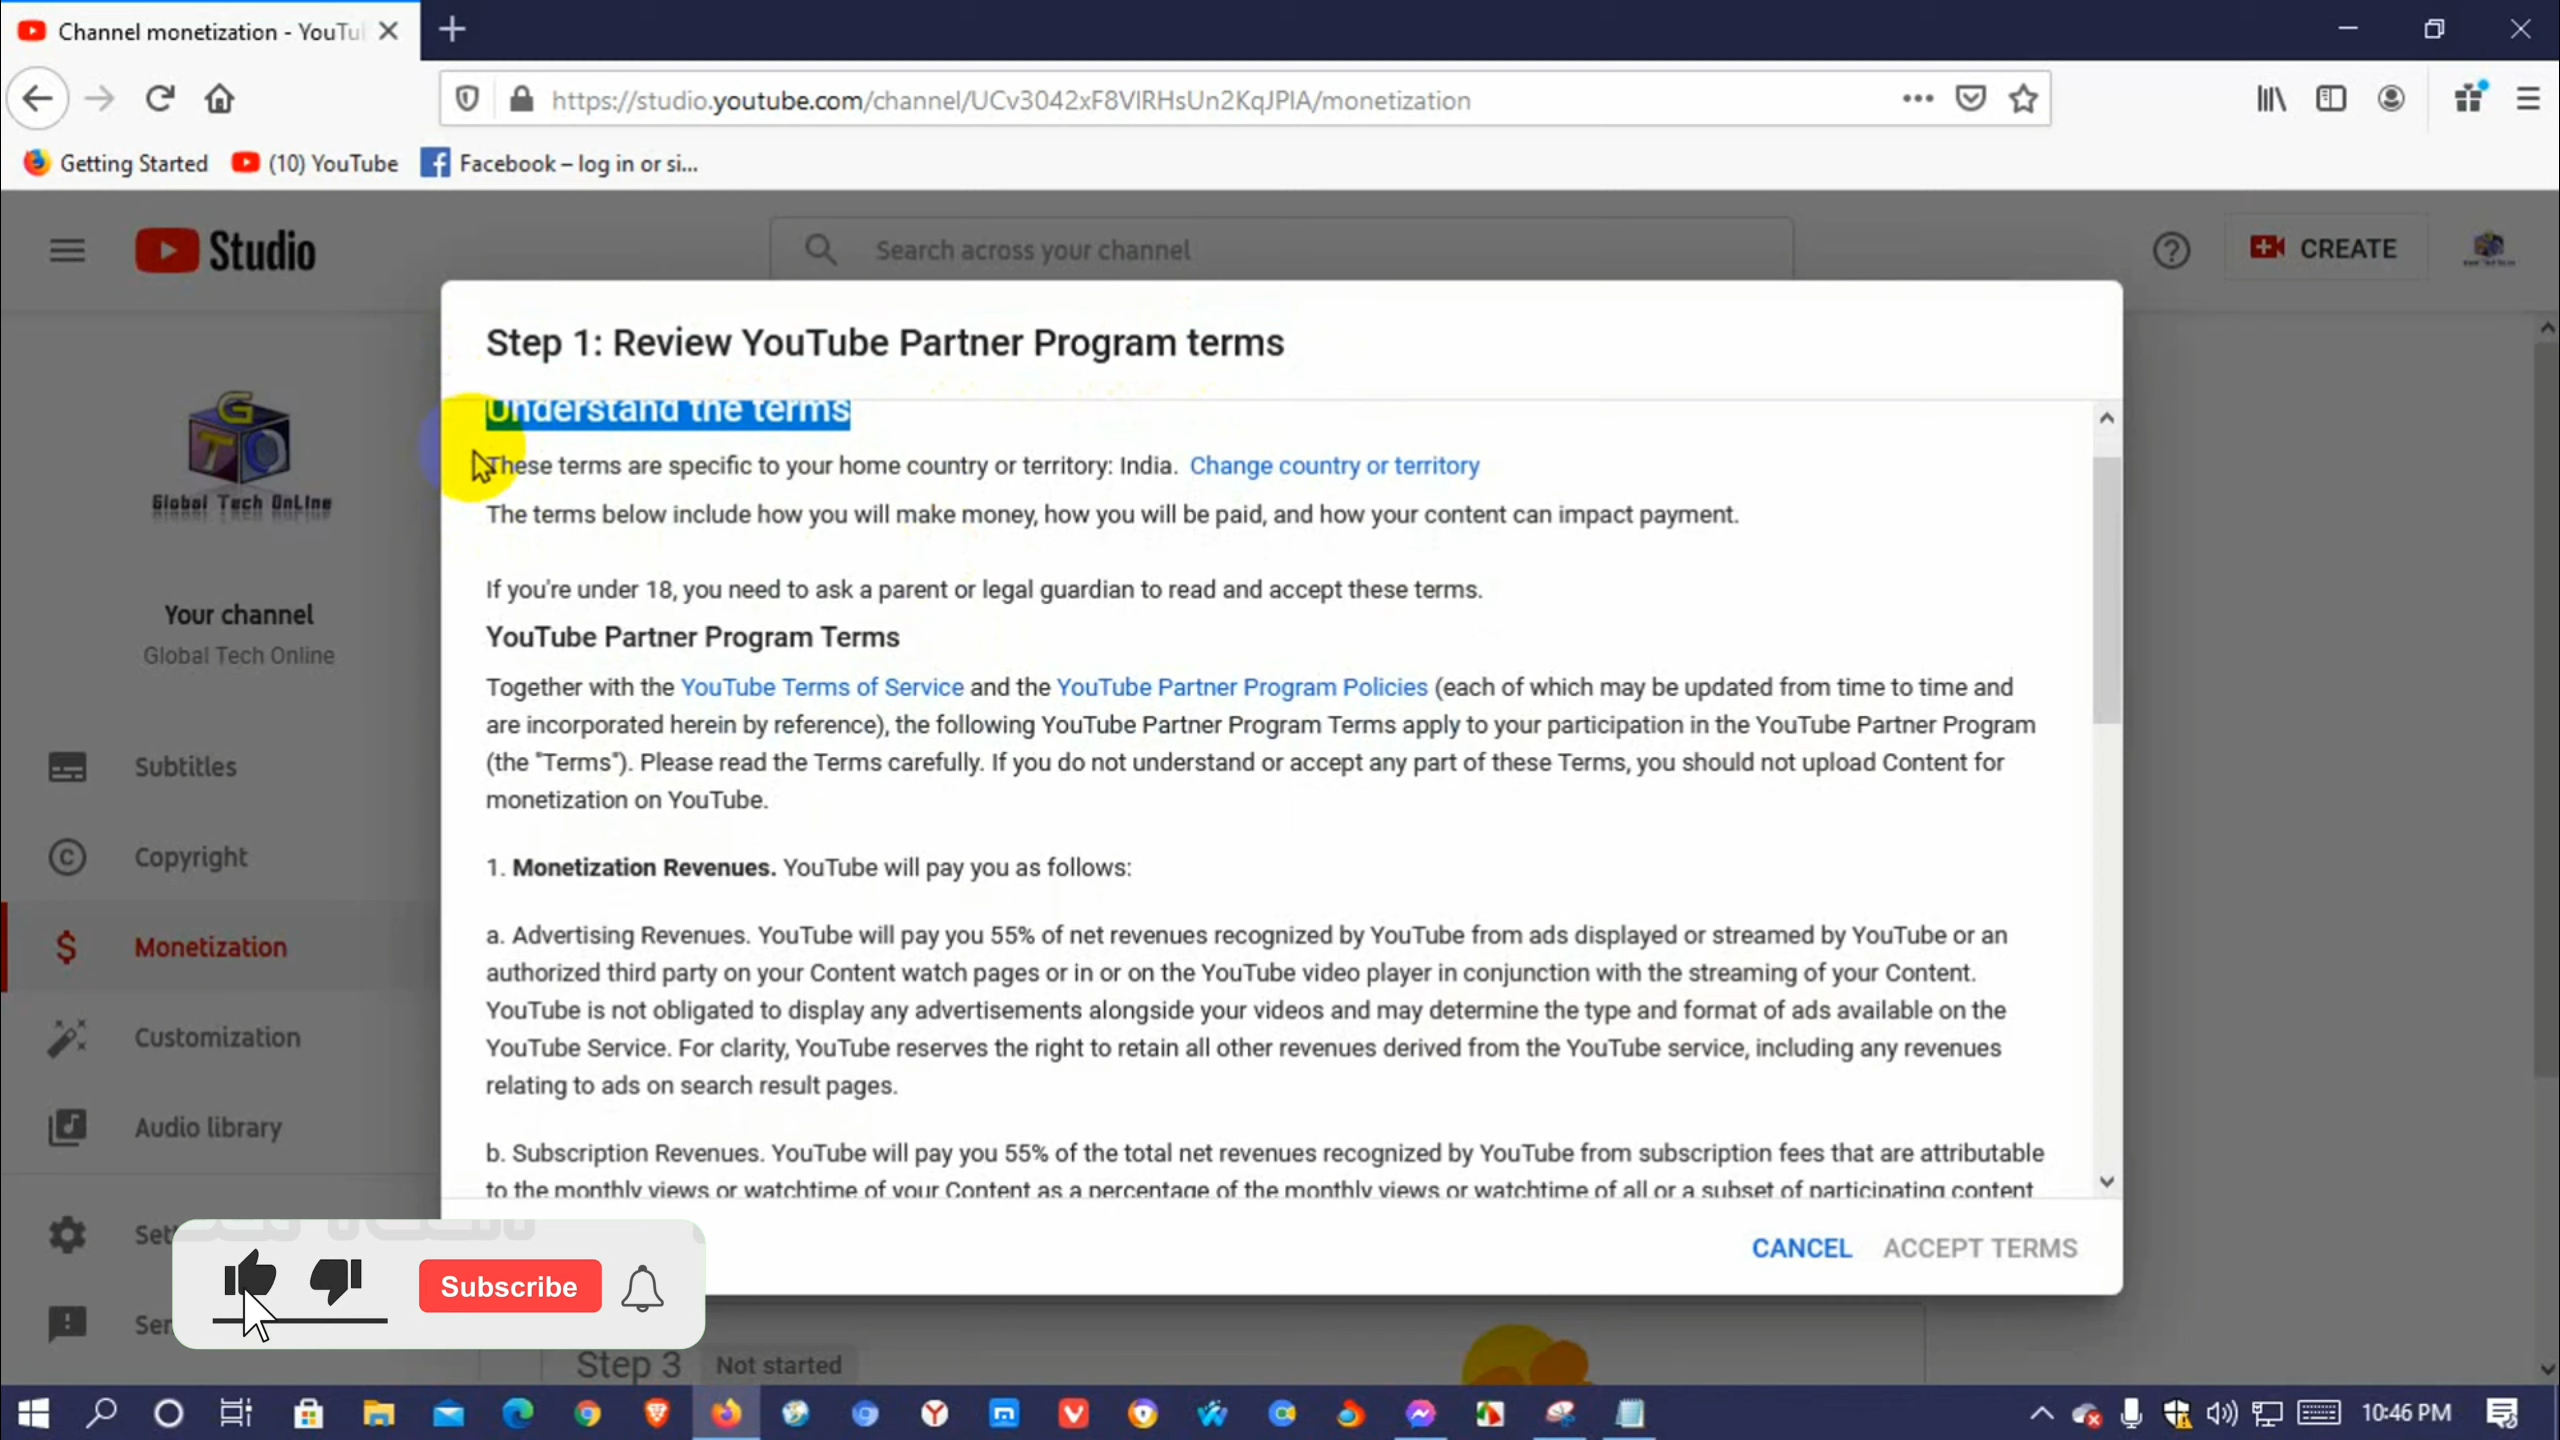 Channel monetization - YouTu
https://studio.youtube.com/channel/UCv3042xF8VlRHsUn2KqJPlA/monetization
Getting Started
(10) YouTube
Facebook – log in or si...
Studio
Search across your channel
CREATE
Global Tech OnLine
Your channel
Global Tech Online
Subtitles
Copyright
Monetization
Customization
Audio library
Step 1: Review YouTube Partner Program terms
Understand the terms
These terms are specific to your home country or territory: India. Change country or territory
The terms below include how you will make money, how you will be paid, and how your content can impact payment.
If you're under 18, you need to ask a parent or legal guardian to read and accept these terms.
YouTube Partner Program Terms
Together with the YouTube Terms of Service and the YouTube Partner Program Policies (each of which may be updated from time to time and
are incorporated herein by reference), the following YouTube Partner Program Terms apply to your participation in the YouTube Partner Program
(the "Terms"). Please read the Terms carefully. If you do not understand or accept any part of these Terms, you should not upload Content for
monetization on YouTube.
1. Monetization Revenues. YouTube will pay you as follows:
a. Advertising Revenues. YouTube will pay you 55% of net revenues recognized by YouTube from ads displayed or streamed by YouTube or an
authorized third party on your Content watch pages or in or on the YouTube video player in conjunction with the streaming of your Content.
YouTube is not obligated to display any advertisements alongside your videos and may determine the type and format of ads available on the
YouTube Service. For clarity, YouTube reserves the right to retain all other revenues derived from the YouTube service, including any revenues
relating to ads on search result pages.
b. Subscription Revenues. YouTube will pay you 55% of the total net revenues recognized by YouTube from subscription fees that are attributable
to the monthly views or watchtime of your Content as a percentage of the monthly views or watchtime of all or a subset of participating content
CANCEL
ACCEPT TERMS
Subscribe
Step 3
Not started
10:46 PM